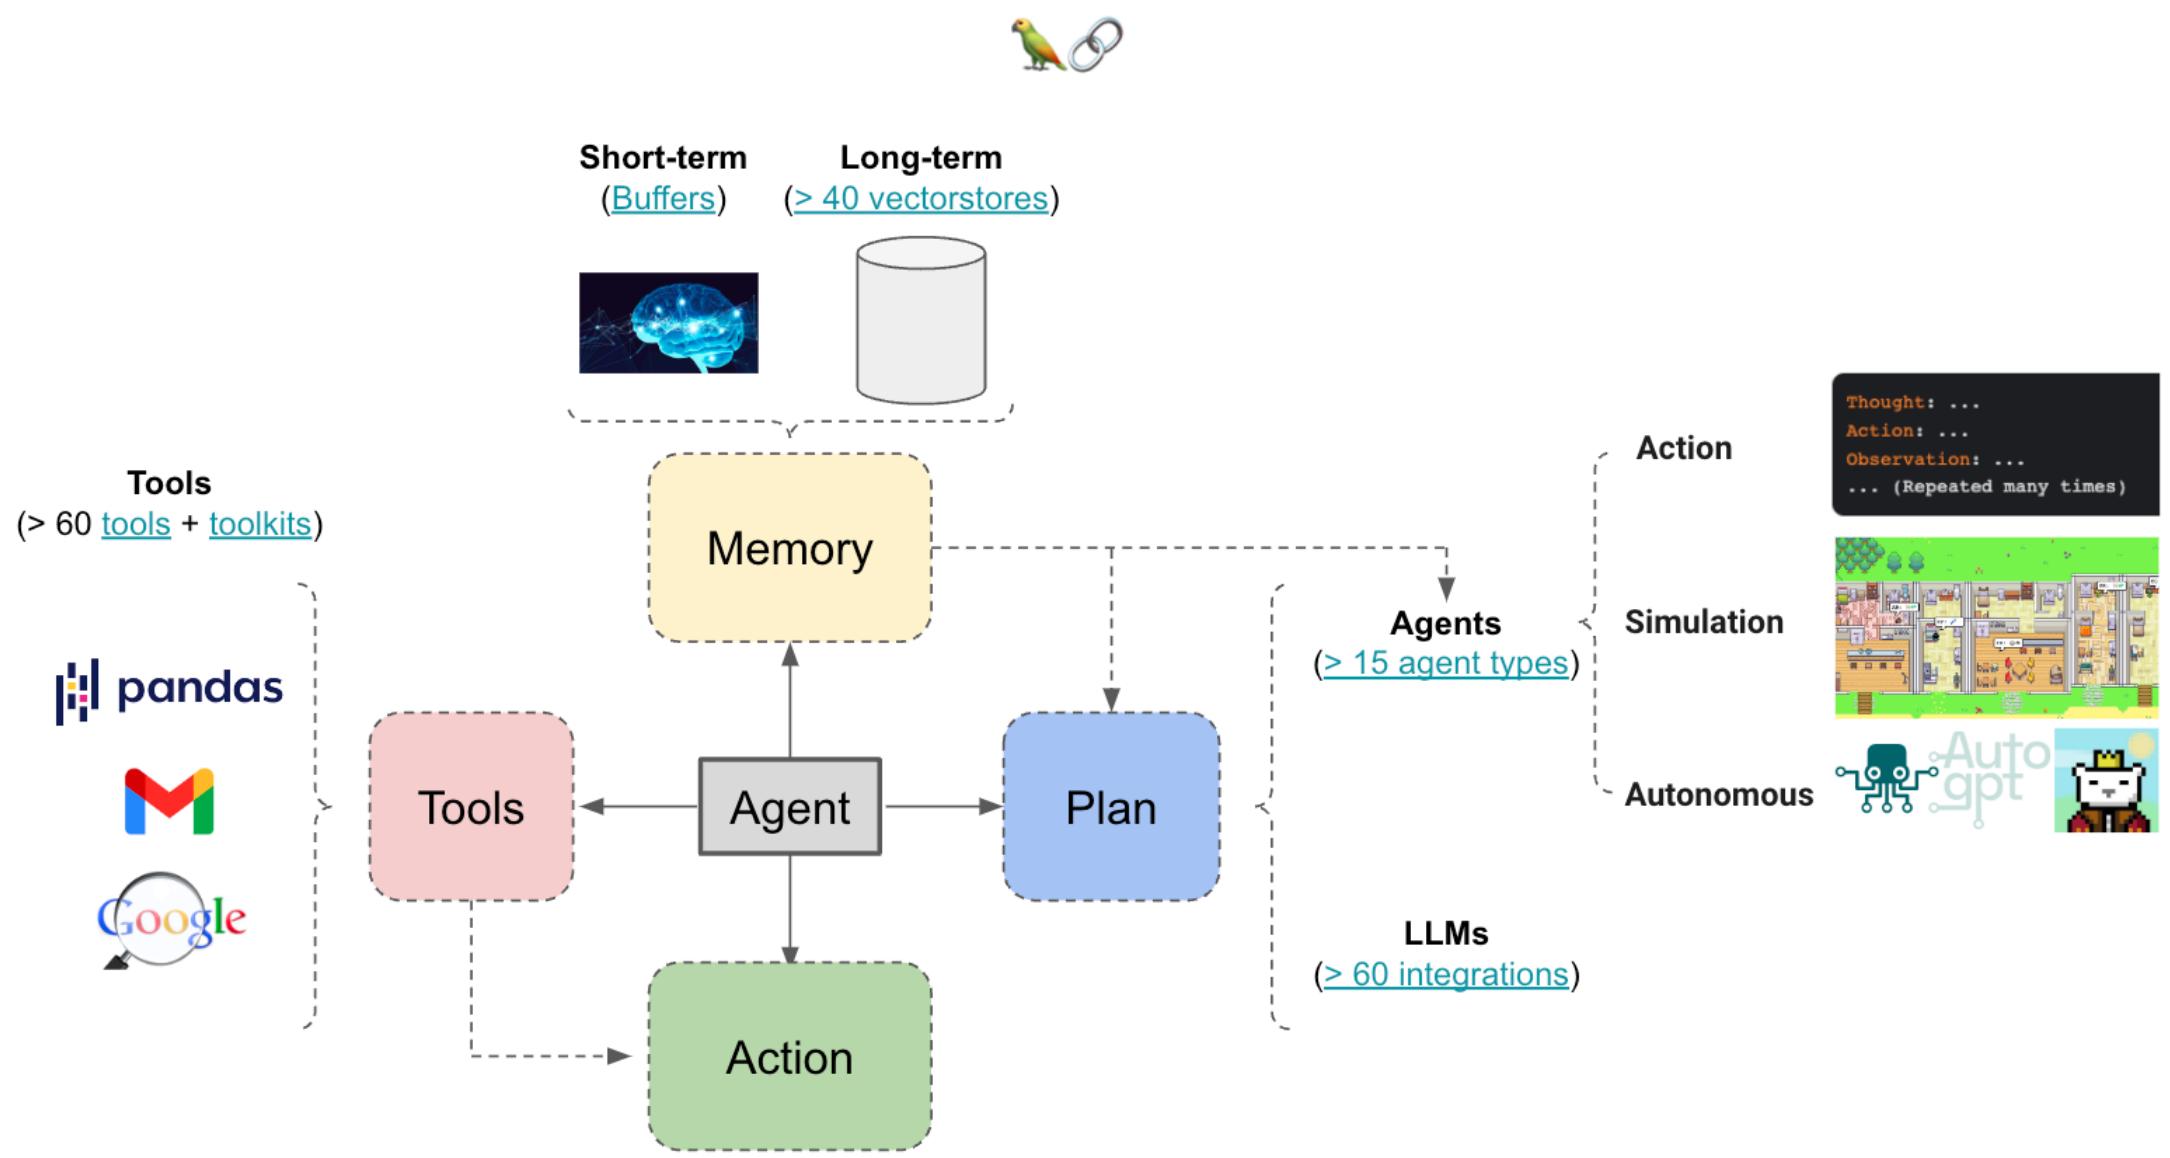 Short-term
(Buffers)
Long-term
(> 40 vectorstores)
Tools
(> 60 tools + toolkits)
pandas
Google
Memory
Tools
Agent
Plan
Action
Agents
(> 15 agent types)
LLMs
(> 60 integrations)
Action
Thought: ...
Action: ...
Observation: ...
... (Repeated many times)
Simulation
Autonomous
Auto
gpt